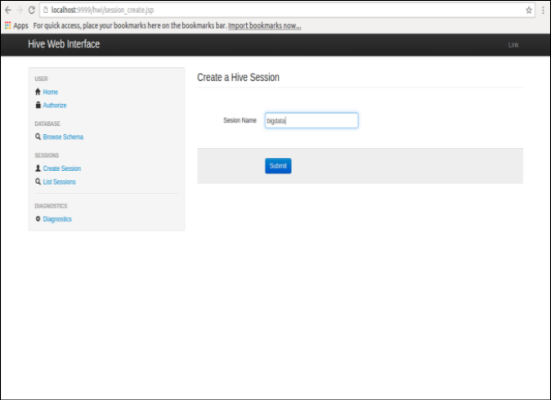 localhost:9999/hwi/session_create.jsp
Apps For quick access, place your bookmarks here on the bookmarks bar. Import bookmarks now...
Hive Web Interface Link
USER
Home
Authorize
DATABASE
Browse Schema
SESSIONS
Create Session
List Sessions
DIAGNOSTICS
Diagnostics
Create a Hive Session
Sesion Name bigdata
Submit